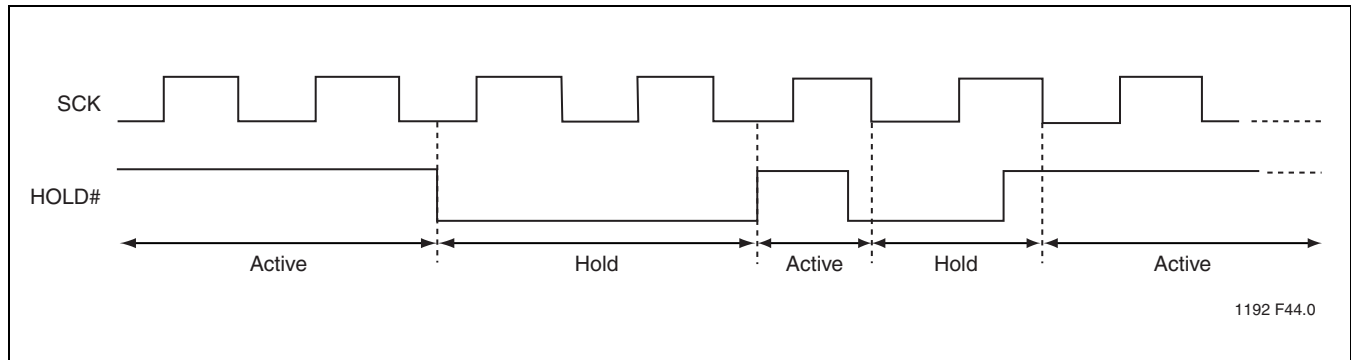 SCK
HOLD#
Active
Hold
Active
Hold
Active
1192 F44.0